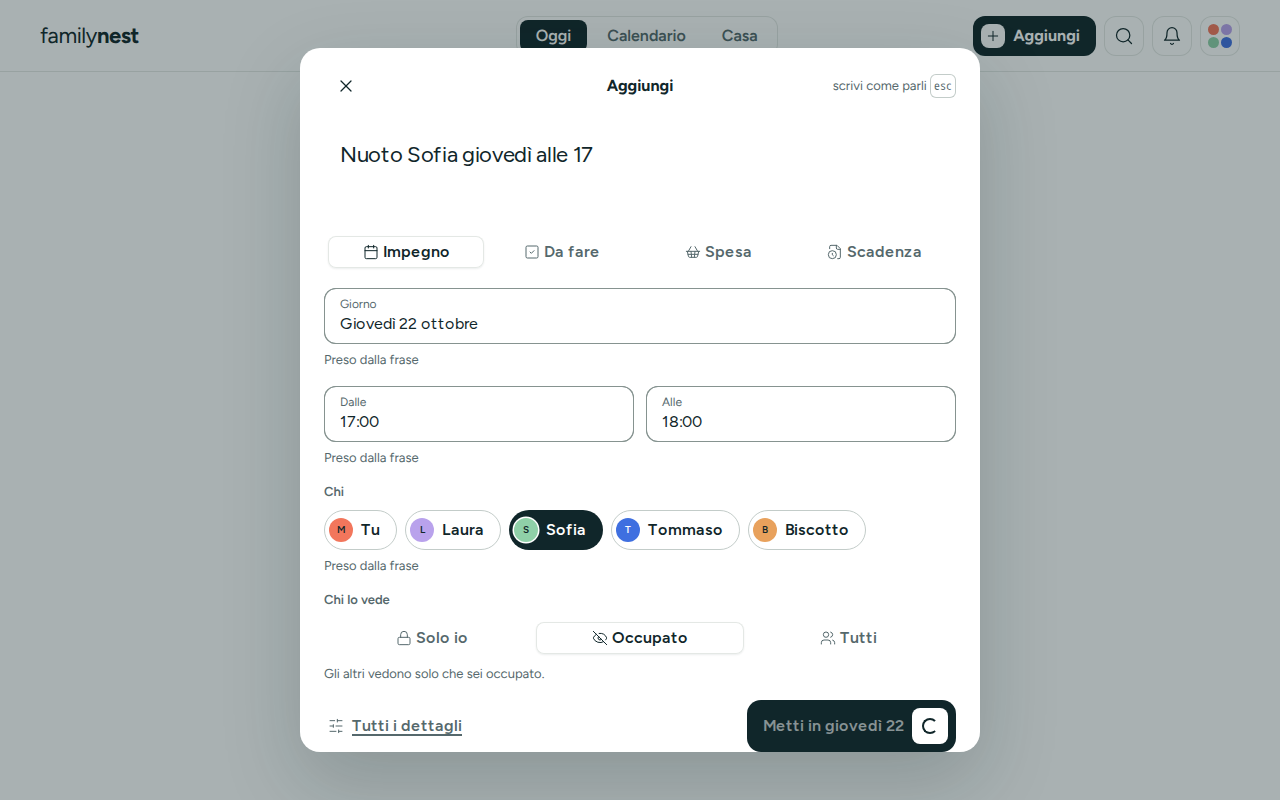 familynest
Oggi
Calendario
Casa
Aggiungi
Aggiungi
scrivi come parli esc
Nuoto Sofia giovedì alle 17
Impegno
Da fare
Spesa
Scadenza
Giorno
Giovedì 22 ottobre
Preso dalla frase
Dalle
17:00
Alle
18:00
Preso dalla frase
Chi
M Tu
L Laura
S Sofia
T Tommaso
B Biscotto
Preso dalla frase
Chi lo vede
Solo io
Occupato
Tutti
Gli altri vedono solo che sei occupato.
Tutti i dettagli
Metti in giovedì 22